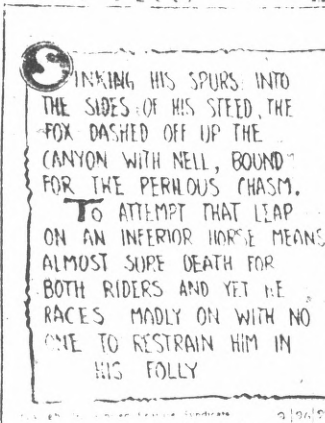 SINKING HIS SPURS INTO
THE SIDES OF HIS STEED, THE
FOX DASHED OFF UP THE
CANYON WITH NELL, BOUND
FOR THE PERILOUS CHASM.
TO ATTEMPT THAT LEAP
ON AN INFERIOR HORSE MEANS
ALMOST SURE DEATH FOR
BOTH RIDERS AND YET HE
RACES MADLY ON WITH NO
ONE TO RESTRAIN HIM IN
HIS FOLLY
Syndicate